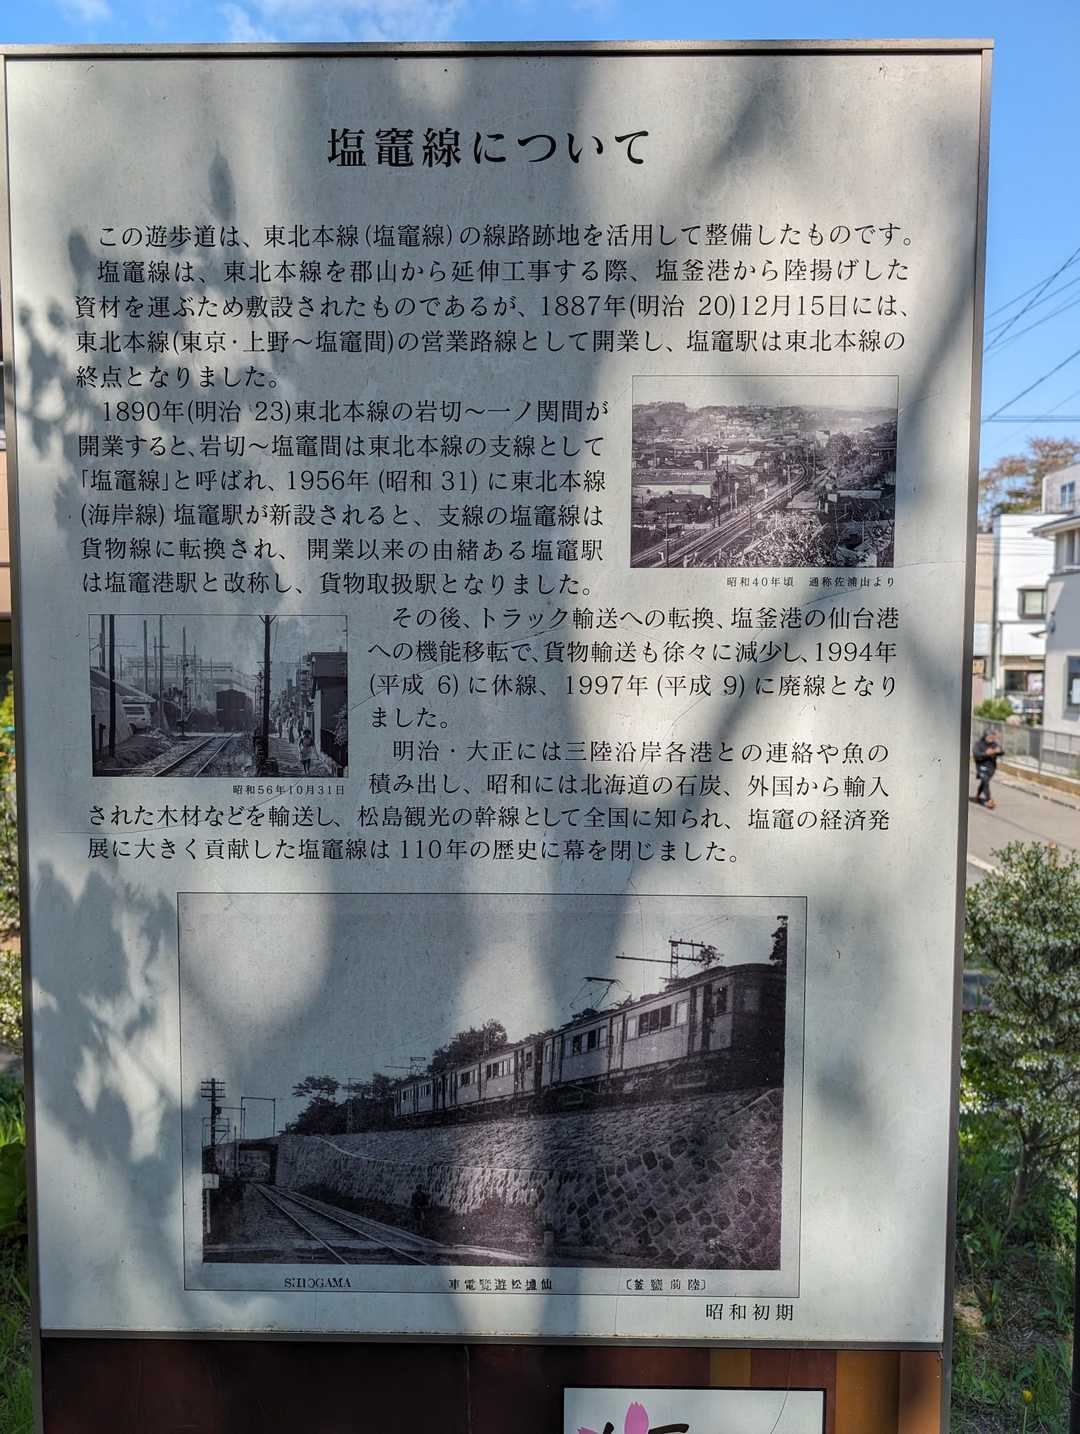 塩竈線について
この遊歩道は、東北本線(塩竈線)の線路跡地を活用して整備したものです。
塩竈線は、東北本線を郡山から延伸工事する際、塩釜港から陸揚げした
資材を運ぶため敷設されたものであるが、1887年(明治 20)12月15日には、
東北本線(東京・上野～塩竈間)の営業路線として開業し、塩竈駅は東北本線の
終点となりました。
1890年(明治 23)東北本線の岩切～一ノ関間が
開業すると、岩切～塩竈間は東北本線の支線として
「塩竈線」と呼ばれ、1956年 (昭和 31) に東北本線
(海岸線) 塩竈駅が新設されると、支線の塩竈線は
貨物線に転換され、開業以来の由緒ある塩竈駅
は塩竈港駅と改称し、貨物取扱駅となりました。
昭和40年頃 通称佐浦山より
その後、トラック輸送への転換、塩釜港の仙台港
への機能移転で、貨物輸送も徐々に減少し、1994年
(平成 6) に休線、1997年 (平成 9) に廃線となり
ました。
昭和56年10月31日
明治・大正には三陸沿岸各港との連絡や魚の
積み出し、昭和には北海道の石炭、外国から輸入
された木材などを輸送し、松島観光の幹線として全国に知られ、塩竈の経済発
展に大きく貢献した塩竈線は 110年の歴史に幕を閉じました。
SHIOGAMA 車電覽遊松塩仙 〔釜鹽前陸〕
昭和初期